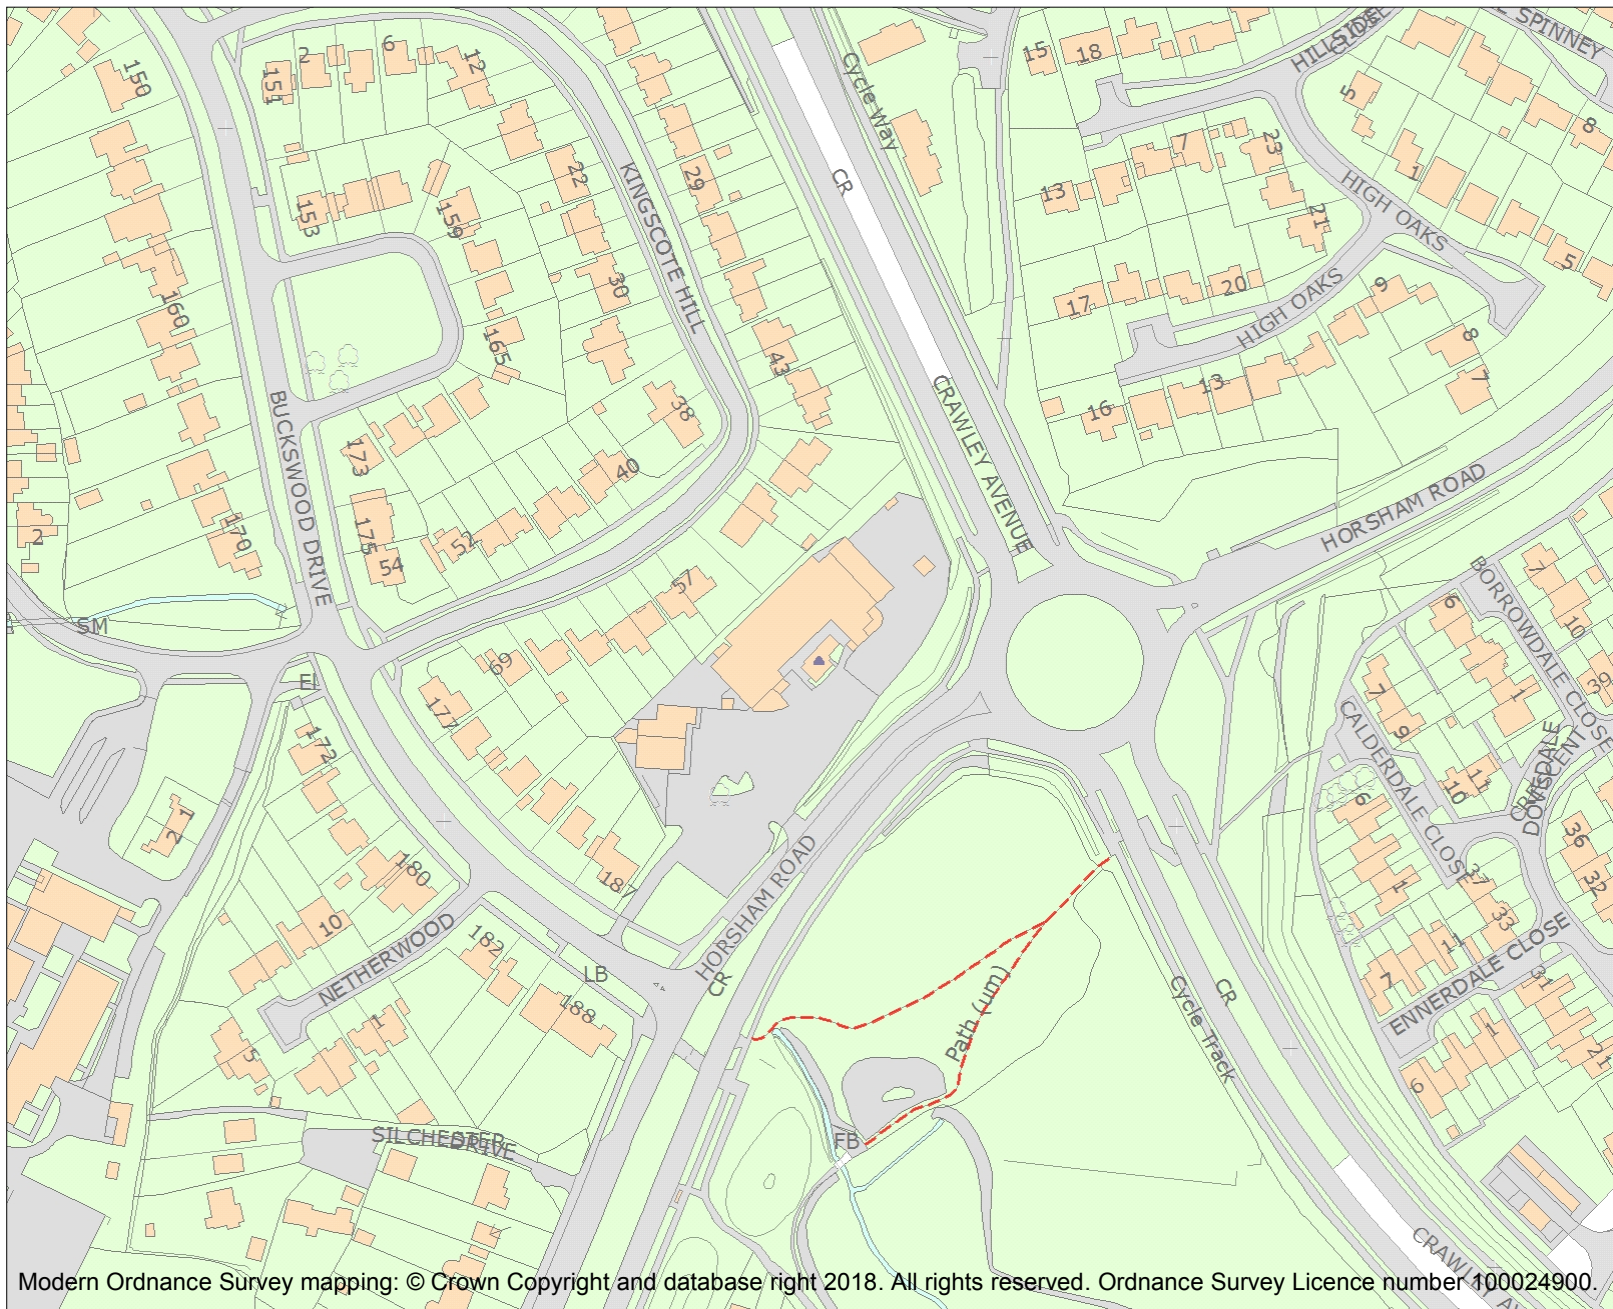 150
151
2
6
12
Cycle Way
15
18
HILLSIDE
CLOSE
SPINNEY
5
8
1
7
23
13
HIGH OAKS
21
5
CR
29
22
KINGSCOTE HILL
153
159
30
160
165
43
38
17
20
HIGH OAKS
9
8
7
13
16
CRAWLEY AVENUE
BUCKSWOOD DRIVE
173
40
175
52
54
170
2
HORSHAM ROAD
57
BORROWDALE CLOSE
7
10
6
39
SM
EL
69
177
172
7
9
1
CALDERDALE CLOSE
11
10
DOVEDALE
CRESCENT
6
1
36
32
37
33
2
1
180
187
HORSHAM ROAD
CR
10
NETHERWOOD
182
LB
188
1
5
11
7
ENNERDALE CLOSE
31
1
21
6
Path (um)
CR
Cycle Track
FB
SILCHESTER
DRIVE
CRAWLEY AV
Modern Ordnance Survey mapping: © Crown Copyright and database right 2018. All rights reserved. Ordnance Survey Licence number 100024900.